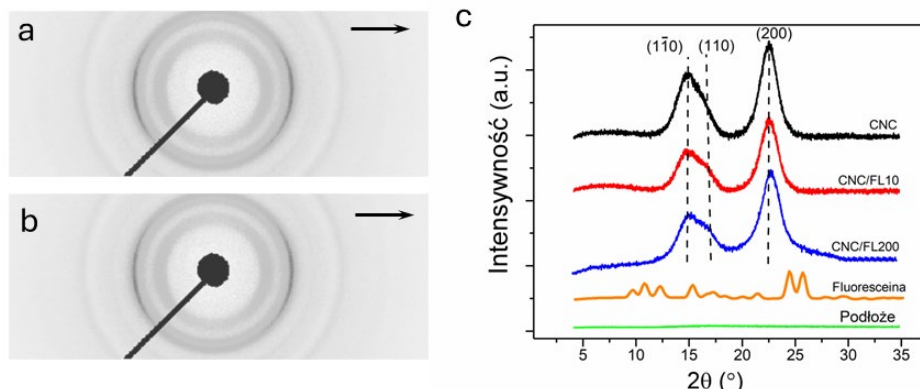 a
b
c
(11̄0)
(110)
(200)
CNC
CNC/FL10
CNC/FL200
Fluoresceina
Podłoże
Intensywność (a.u.)
5 10 15 20 25 30 35
2θ (°)